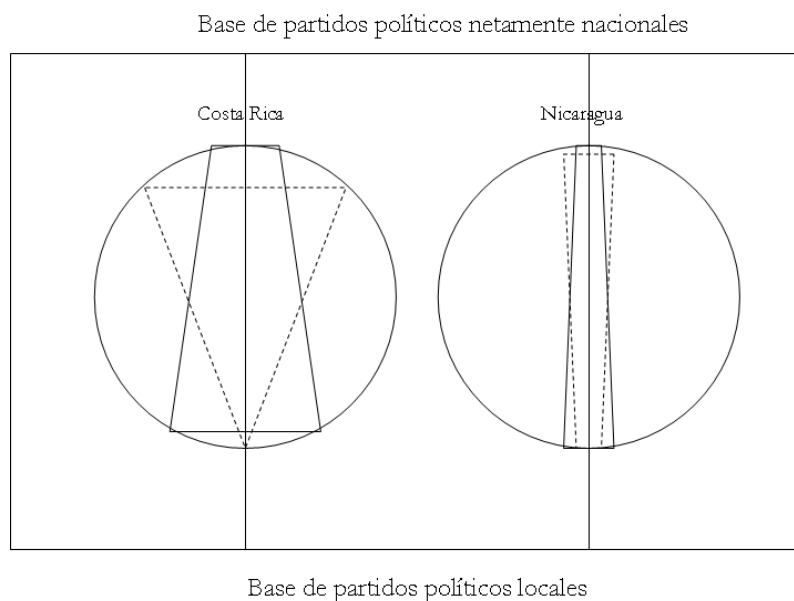 Base de partidos políticos netamente nacionales
Costa Rica
Nicaragua
Base de partidos políticos locales